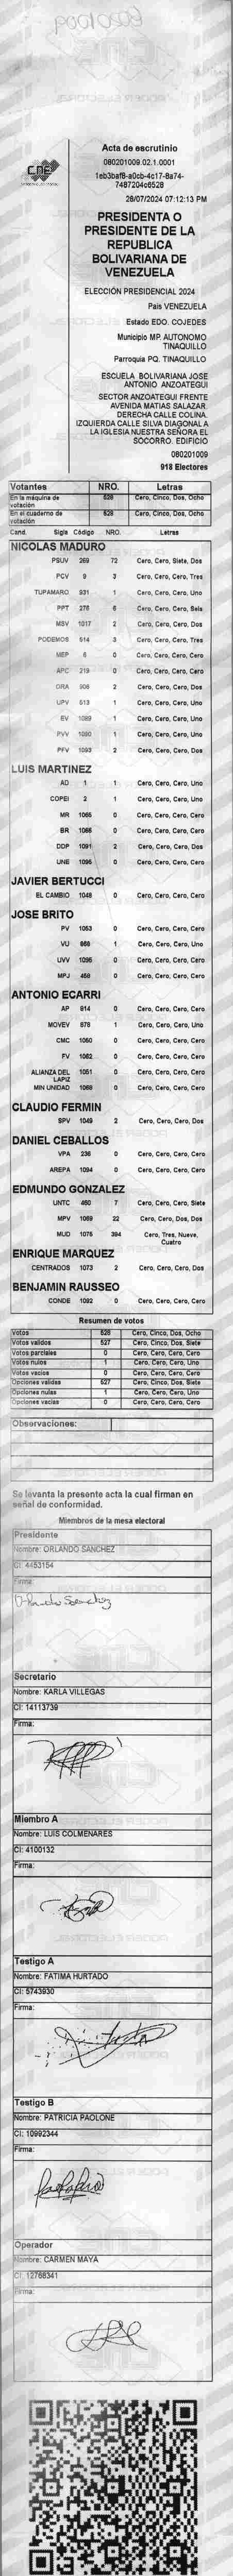 CNE
Acta de escrutinio
080201009.02.1.0001
1eb3baf8-a0cb-4c17-8a74-
7487204c6528
28/07/2024 07:12:13 PM
PRESIDENTA O
PRESIDENTE DE LA
REPUBLICA
BOLIVARIANA DE
VENEZUELA
ELECCIÓN PRESIDENCIAL 2024
Pais VENEZUELA
Estado EDO. COJEDES
Municipio MP. AUTONOMO
TINAQUILLO
Parroquia PQ. TINAQUILLO
ESCUELA BOLIVARIANA JOSE
ANTONIO ANZOATEGUI
SECTOR ANZOATEGUI FRENTE
AVENIDA MATIAS SALAZAR.
DERECHA CALLE COLINA.
IZQUIERDA CALLE SILVA DIAGONAL A
LA IGLESIA NUESTRA SEÑORA EL
SOCORRO. EDIFICIO
080201009
918 Electores
Votantes NRO. Letras
En la máquina de votación 528 Cero, Cinco, Dos, Ocho
En el cuaderno de votación 528 Cero, Cinco, Dos, Ocho
Cand. Sigla Código NRO. Letras
NICOLAS MADURO
PSUV 269 72 Cero, Cero, Siete, Dos
PCV 9 3 Cero, Cero, Cero, Tres
TUPAMARO 931 1 Cero, Cero, Cero, Uno
PPT 276 6 Cero, Cero, Cero, Seis
MSV 1017 2 Cero, Cero, Cero, Dos
PODEMOS 514 3 Cero, Cero, Cero, Tres
MEP 6 0 Cero, Cero, Cero, Cero
APC 219 0 Cero, Cero, Cero, Cero
ORA 306 2 Cero, Cero, Cero, Dos
UPV 513 1 Cero, Cero, Cero, Uno
EV 1089 1 Cero, Cero, Cero, Uno
PVV 1090 1 Cero, Cero, Cero, Uno
PFV 1093 2 Cero, Cero, Cero, Dos
LUIS MARTINEZ
AD 1 1 Cero, Cero, Cero, Uno
COPEI 2 1 Cero, Cero, Cero, Uno
MR 1065 0 Cero, Cero, Cero, Cero
BR 1066 0 Cero, Cero, Cero, Cero
DDP 1091 2 Cero, Cero, Cero, Dos
UNE 1096 0 Cero, Cero, Cero, Cero
JAVIER BERTUCCI
EL CAMBIO 1048 0 Cero, Cero, Cero, Cero
JOSE BRITO
PV 1053 0 Cero, Cero, Cero, Cero
VU 868 1 Cero, Cero, Cero, Uno
UVV 1095 0 Cero, Cero, Cero, Cero
MPJ 458 0 Cero, Cero, Cero, Cero
ANTONIO ECARRI
AP 814 0 Cero, Cero, Cero, Cero
MOVEV 878 1 Cero, Cero, Cero, Uno
CMC 1050 0 Cero, Cero, Cero, Cero
FV 1052 0 Cero, Cero, Cero, Cero
ALIANZA DEL LAPIZ 1051 0 Cero, Cero, Cero, Cero
MIN UNIDAD 1068 0 Cero, Cero, Cero, Cero
CLAUDIO FERMIN
SPV 1049 2 Cero, Cero, Cero, Dos
DANIEL CEBALLOS
VPA 236 0 Cero, Cero, Cero, Cero
AREPA 1094 0 Cero, Cero, Cero, Cero
EDMUNDO GONZALEZ
UNTC 460 7 Cero, Cero, Cero, Siete
MPV 1069 22 Cero, Cero, Dos, Dos
MUD 1075 394 Cero, Tres, Nueve, Cuatro
ENRIQUE MARQUEZ
CENTRADOS 1073 2 Cero, Cero, Cero, Dos
BENJAMIN RAUSSEO
CONDE 1092 0 Cero, Cero, Cero, Cero
Resumen de votos
Votos 528 Cero, Cinco, Dos, Ocho
Votos validos 527 Cero, Cinco, Dos, Siete
Votos parciales 0 Cero, Cero, Cero, Cero
Votos nulos 1 Cero, Cero, Cero, Uno
Votos vacios 0 Cero, Cero, Cero, Cero
Opciones validas 527 Cero, Cinco, Dos, Siete
Opciones nulas 1 Cero, Cero, Cero, Uno
Opciones vacias 0 Cero, Cero, Cero, Cero
Observaciones:
Se levanta la presente acta la cual firman en
señal de conformidad.
Miembros de la mesa electoral
Presidente
Nombre: ORLANDO SANCHEZ
CI: 4453154
Firma:
Orlando Sanchez
Secretario
Nombre: KARLA VILLEGAS
CI: 14113739
Firma:
Miembro A
Nombre: LUIS COLMENARES
CI: 4100132
Firma:
Testigo A
Nombre: FATIMA HURTADO
CI: 5743930
Firma:
Testigo B
Nombre: PATRICIA PAOLONE
CI: 10992344
Firma:
Operador
Nombre: CARMEN MAYA
CI: 12768341
Firma: